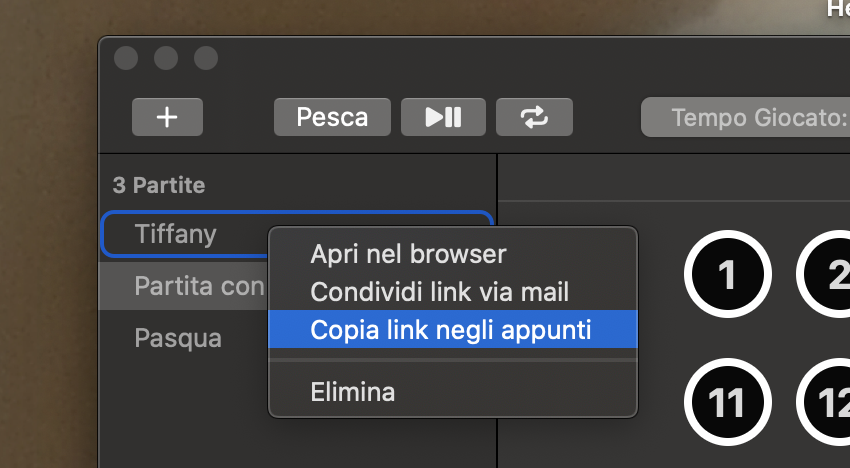 He
Pesca
Tempo Giocato:
3 Partite
Tiffany
Partita con
Pasqua
Apri nel browser
Condividi link via mail
Copia link negli appunti
Elimina
1
2
11
12